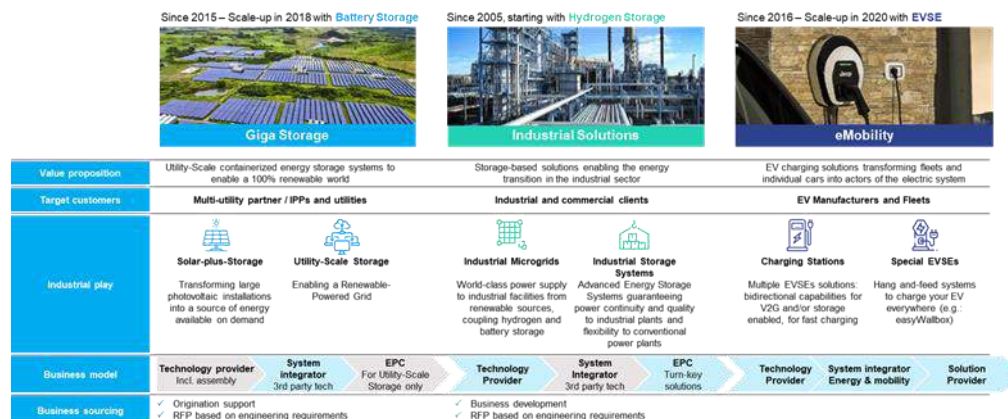 Since 2015 – Scale-up in 2018 with Battery Storage
Giga Storage
Since 2005, starting with Hydrogen Storage
Industrial Solutions
Since 2016 – Scale-up in 2020 with EVSE
Jeep
eMobility
Value proposition
Utility-Scale containerized energy storage systems to
enable a 100% renewable world
Storage-based solutions enabling the energy
transition in the industrial sector
EV charging solutions transforming fleets and
individual cars into actors of the electric system
Target customers
Multi-utility partner / IPPs and utilities
Industrial and commercial clients
EV Manufacturers and Fleets
Industrial play
Solar-plus-Storage
Transforming large
photovoltaic installations
into a source of energy
available on demand
Utility-Scale Storage
Enabling a Renewable-
Powered Grid
Industrial Microgrids
World-class power supply
to industrial facilities from
renewable sources,
coupling hydrogen and
battery storage
Industrial Storage
Systems
Advanced Energy Storage
Systems guaranteeing
power continuity and quality
to industrial plants and
flexibility to conventional
power plants
Charging Stations
Multiple EVSEs solutions:
bidirectional capabilities for
V2G and/or storage
enabled, for fast charging
Special EVSEs
Hang and-feed systems
to charge your EV
everywhere (e.g.:
easyWallbox)
Business model
Technology provider
Incl. assembly
System
integrator
3rd party tech
EPC
For Utility-Scale
Storage only
Technology
Provider
System
Integrator
3rd party tech
EPC
Turn-key
solutions
Technology
Provider
System integrator
Energy & mobility
Solution
Provider
Business sourcing
✓ Origination support
✓ RFP based on engineering requirements
✓ Business development
✓ RFP based on engineering requirements